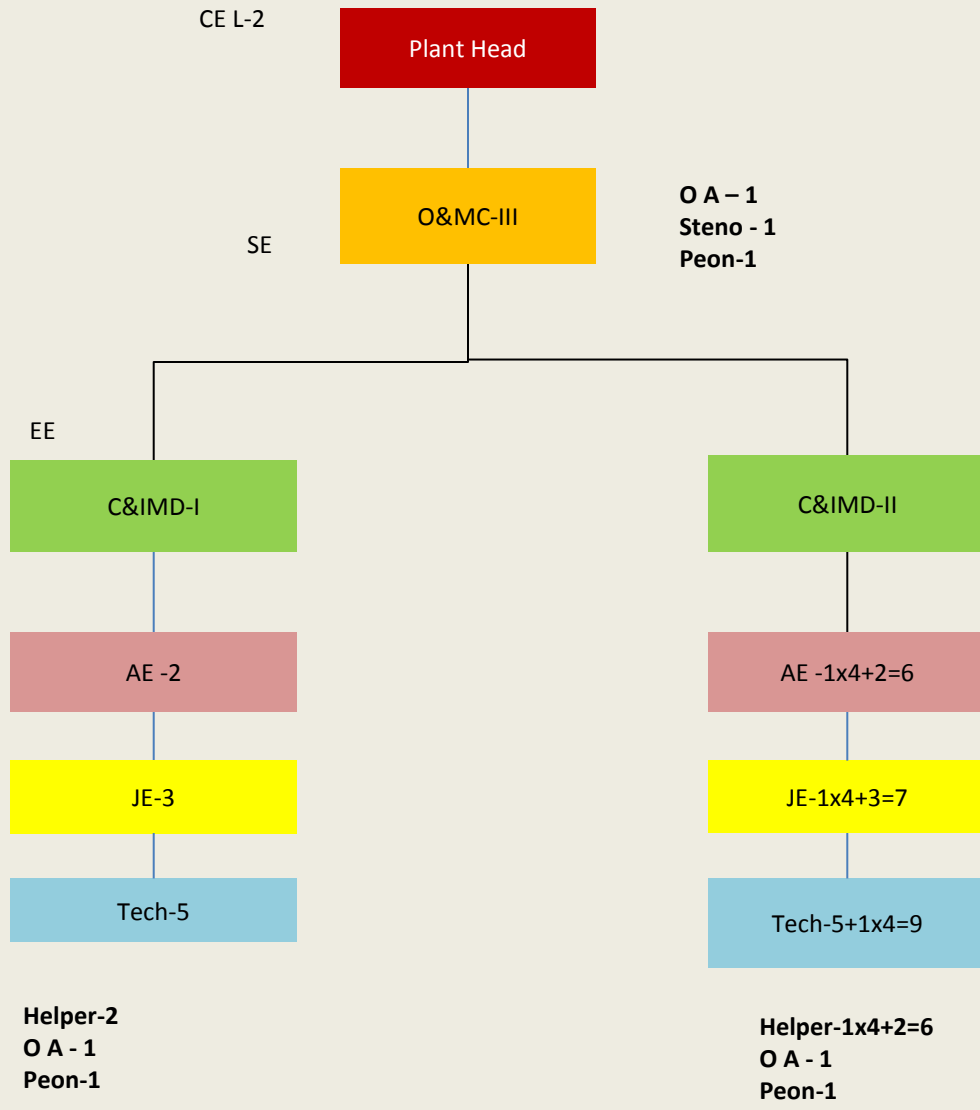 CE L-2
Plant Head
O&MC-III
SE
O A – 1
Steno - 1
Peon-1
EE
C&IMD-I
C&IMD-II
AE -2
AE -1x4+2=6
JE-3
JE-1x4+3=7
Tech-5
Tech-5+1x4=9
Helper-2
O A - 1
Peon-1
Helper-1x4+2=6
O A - 1
Peon-1